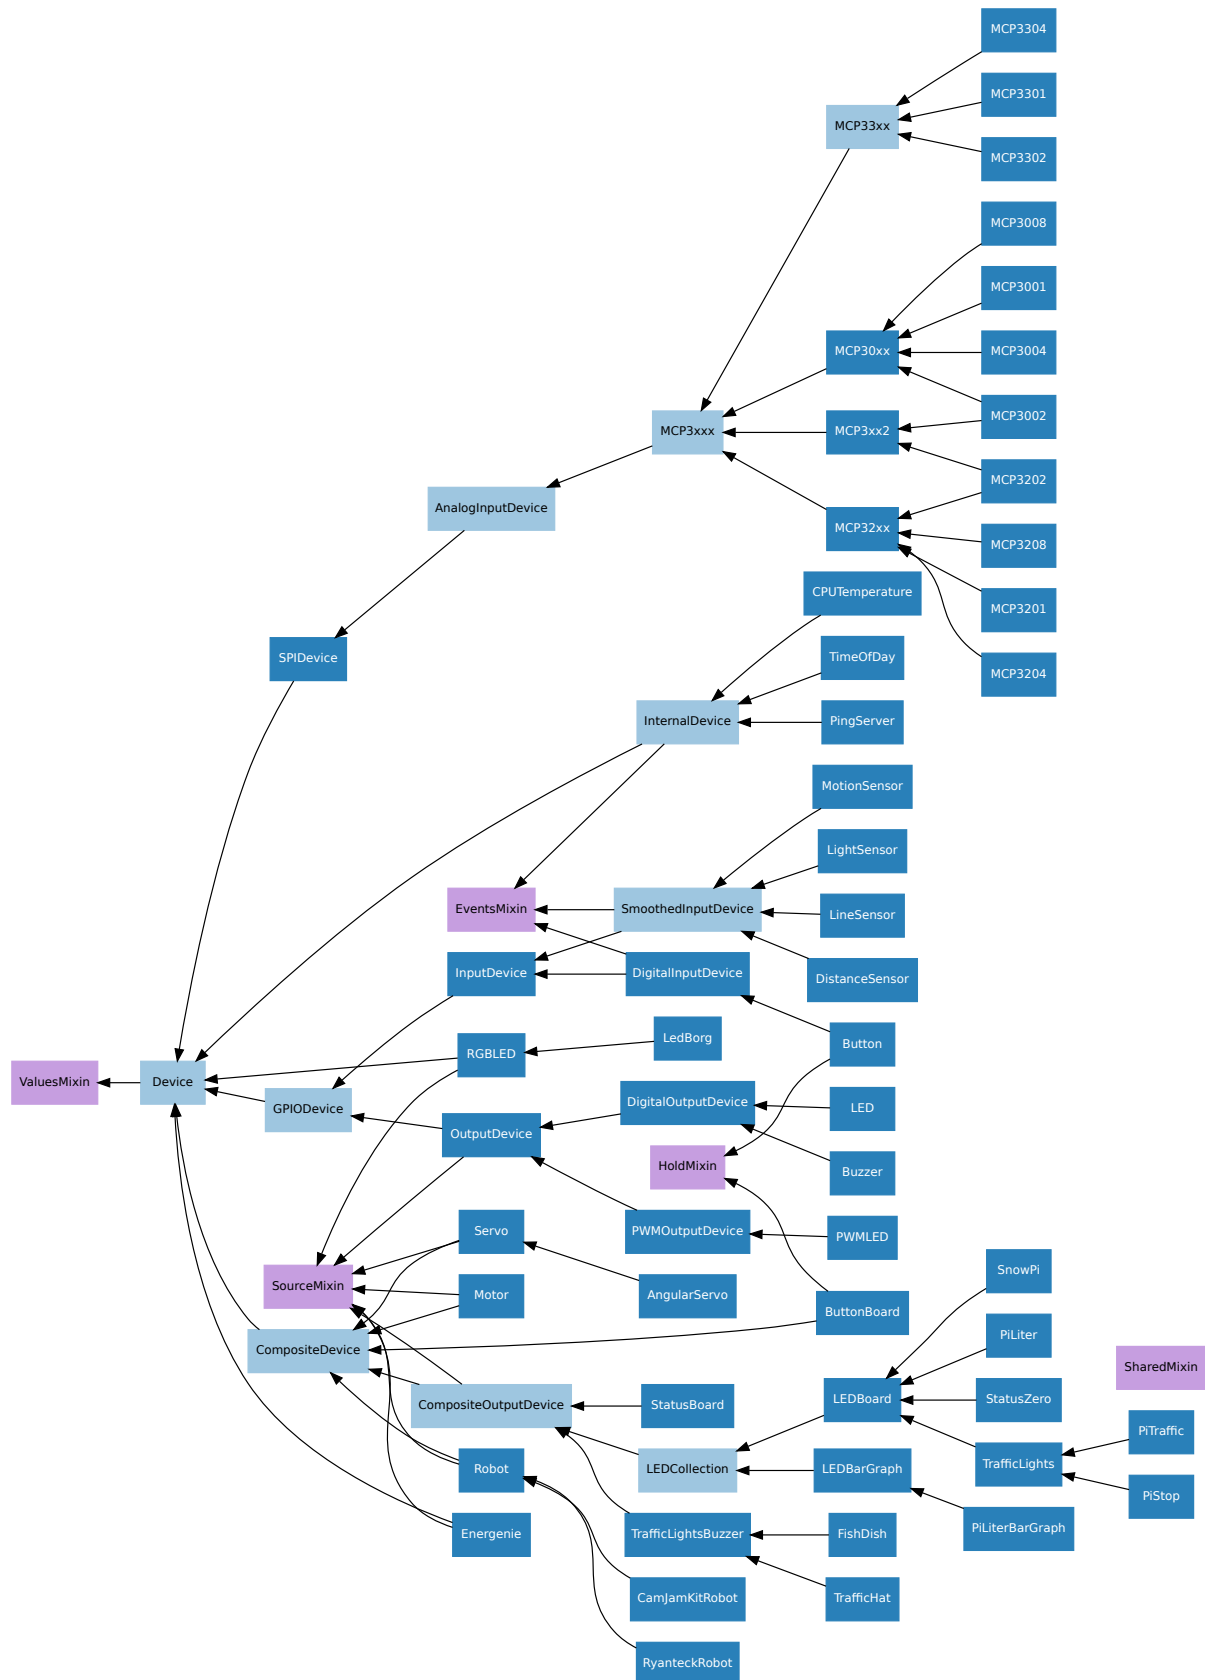 MCP3304
MCP3301
MCP33xx
MCP3302
MCP3008
MCP3001
MCP30xx
MCP3004
MCP3002
MCP3xxx
MCP3xx2
MCP3202
AnalogInputDevice
MCP32xx
MCP3208
CPUTemperature
MCP3201
SPIDevice
TimeOfDay
MCP3204
InternalDevice
PingServer
MotionSensor
LightSensor
EventsMixin
SmoothedInputDevice
LineSensor
InputDevice
DigitalInputDevice
DistanceSensor
LedBorg
Button
RGBLED
ValuesMixin
Device
GPIODevice
DigitalOutputDevice
LED
OutputDevice
HoldMixin
Buzzer
Servo
PWMOutputDevice
PWMLED
SnowPi
SourceMixin
Motor
AngularServo
ButtonBoard
PiLiter
CompositeDevice
SharedMixin
CompositeOutputDevice
StatusBoard
LEDBoard
StatusZero
PiTraffic
Robot
LEDCollection
LEDBarGraph
TrafficLights
PiStop
Energenie
TrafficLightsBuzzer
FishDish
PiLiterBarGraph
CamJamKitRobot
TrafficHat
RyanteckRobot